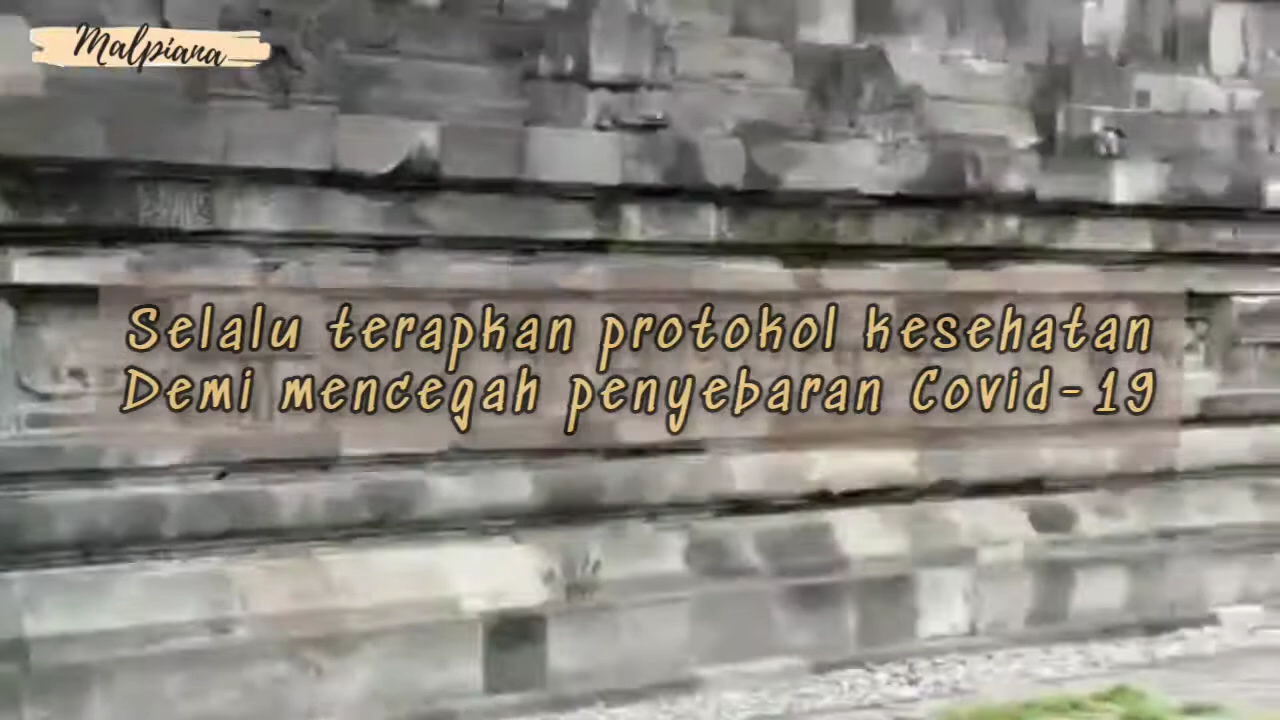 Malpiana
Selalu terapkan protokol kesehatan
Demi mencegah penyebaran Covid-19